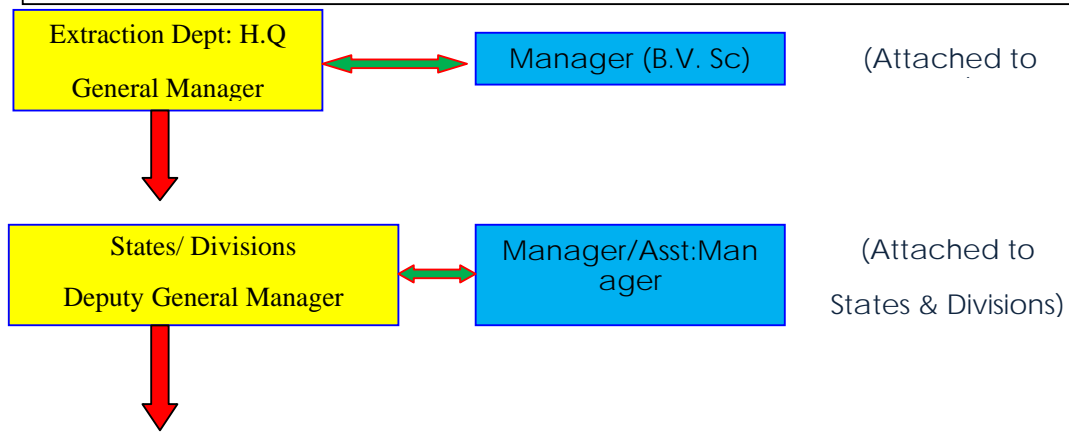 Extraction Dept: H.Q
General Manager
Manager (B.V. Sc)
(Attached to
States/ Divisions
Deputy General Manager
Manager/Asst:Man
ager
(Attached to
States & Divisions)